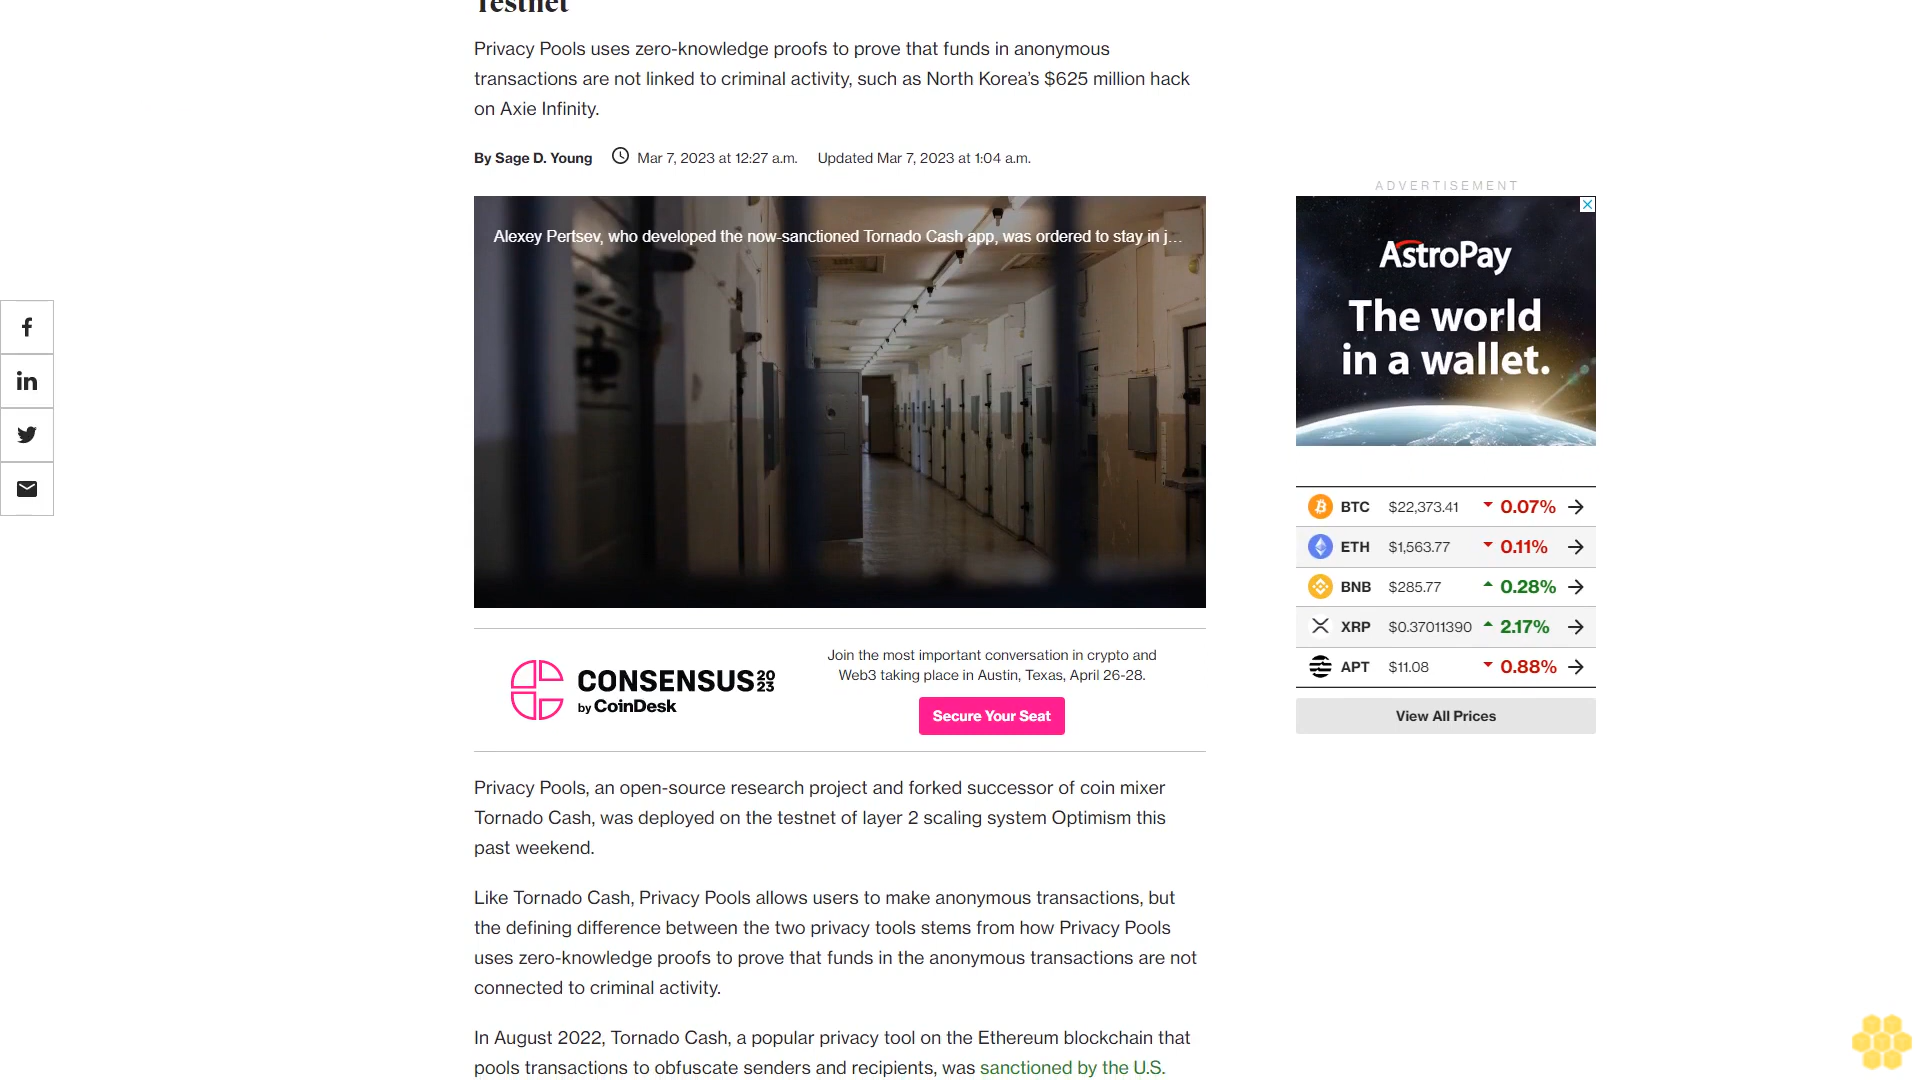 Testnet
Privacy Pools uses zero-knowledge proofs to prove that funds in anonymous
transactions are not linked to criminal activity, such as North Korea’s $625 million hack
on Axie Infinity.
By Sage D. Young Mar 7, 2023 at 12:27 a.m. Updated Mar 7, 2023 at 1:04 a.m.
Alexey Pertsev, who developed the now-sanctioned Tornado Cash app, was ordered to stay in j...
CONSENSUS 2023
by CoinDesk
Join the most important conversation in crypto and
Web3 taking place in Austin, Texas, April 26-28.
Secure Your Seat
Privacy Pools, an open-source research project and forked successor of coin mixer
Tornado Cash, was deployed on the testnet of layer 2 scaling system Optimism this
past weekend.
Like Tornado Cash, Privacy Pools allows users to make anonymous transactions, but
the defining difference between the two privacy tools stems from how Privacy Pools
uses zero-knowledge proofs to prove that funds in the anonymous transactions are not
connected to criminal activity.
In August 2022, Tornado Cash, a popular privacy tool on the Ethereum blockchain that
pools transactions to obfuscate senders and recipients, was sanctioned by the U.S.
ADVERTISEMENT
AstroPay
The world
in a wallet.
BTC $22,373.41 0.07%
ETH $1,563.77 0.11%
BNB $285.77 0.28%
XRP $0.37011390 2.17%
APT $11.08 0.88%
View All Prices